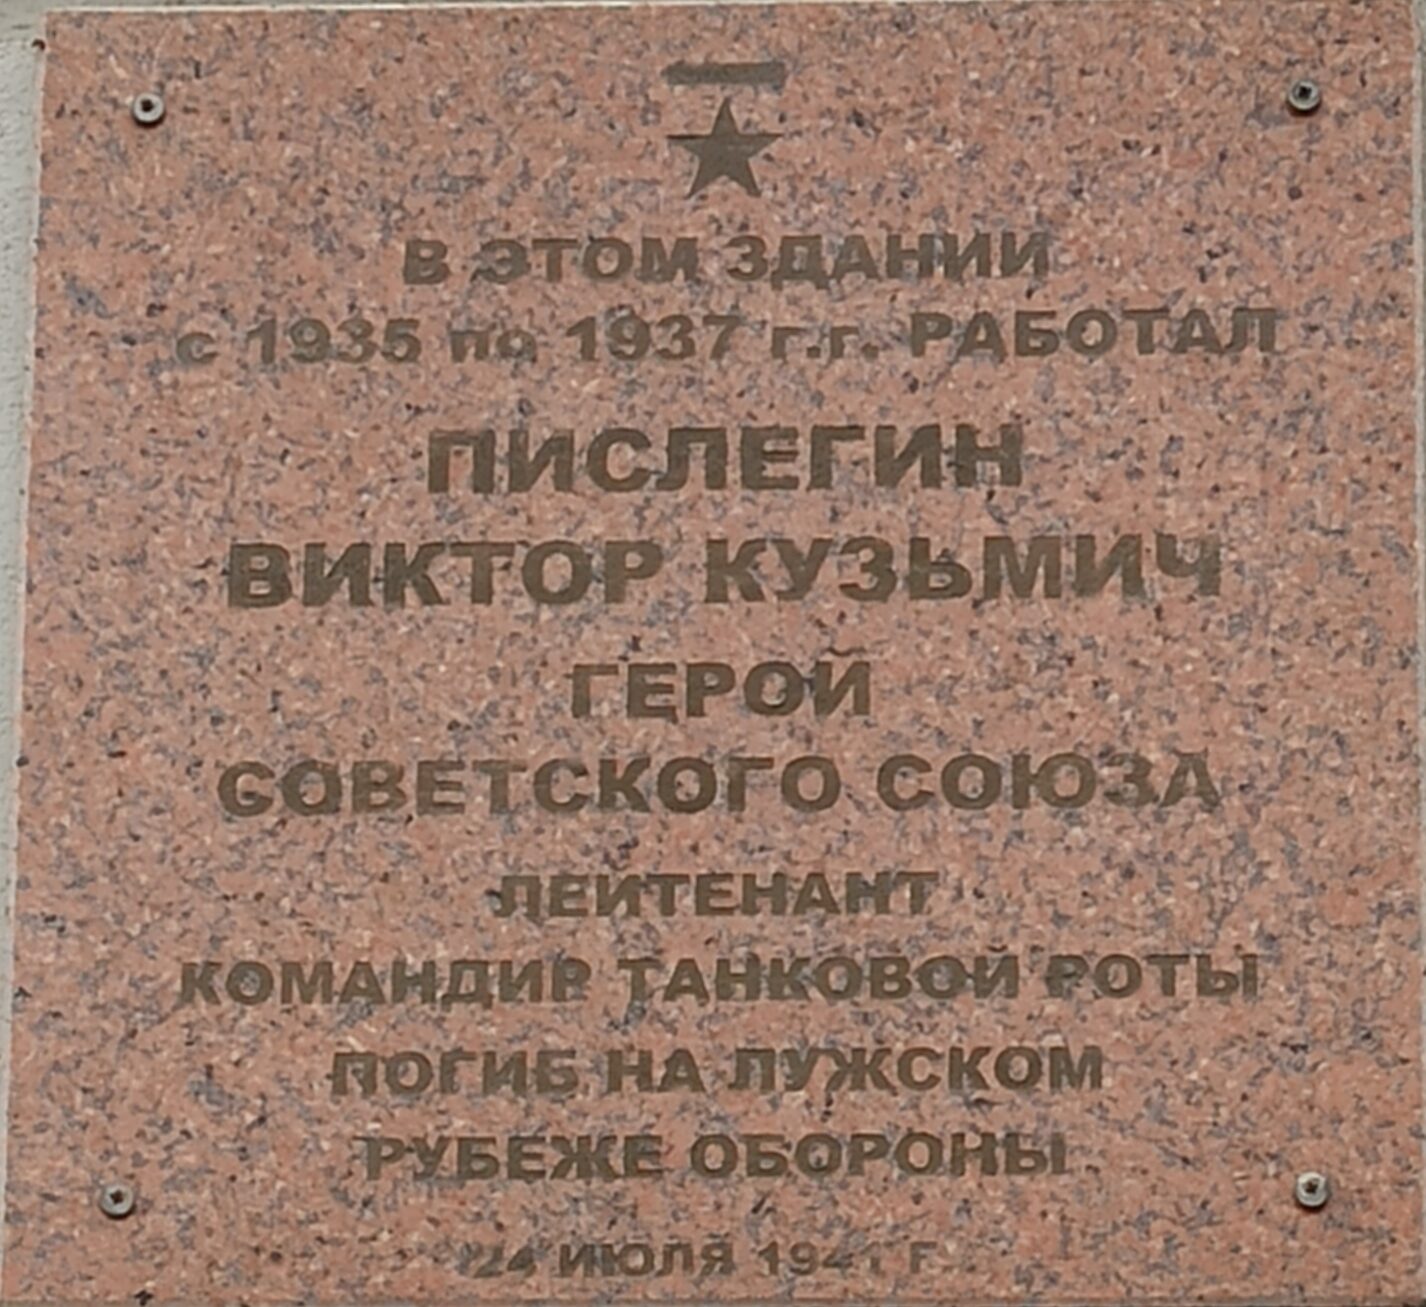 В ЭТОМ ЗДАНИИ
с 1935 по 1937 г.г. РАБОТАЛ
ПИСЛЕГИН
ВИКТОР КУЗЬМИЧ
ГЕРОЙ
СОВЕТСКОГО СОЮЗА
ЛЕЙТЕНАНТ
КОМАНДИР ТАНКОВОЙ РОТЫ
ПОГИБ НА ЛУЖСКОМ
РУБЕЖЕ ОБОРОНЫ
24 ИЮЛЯ 1941 Г.